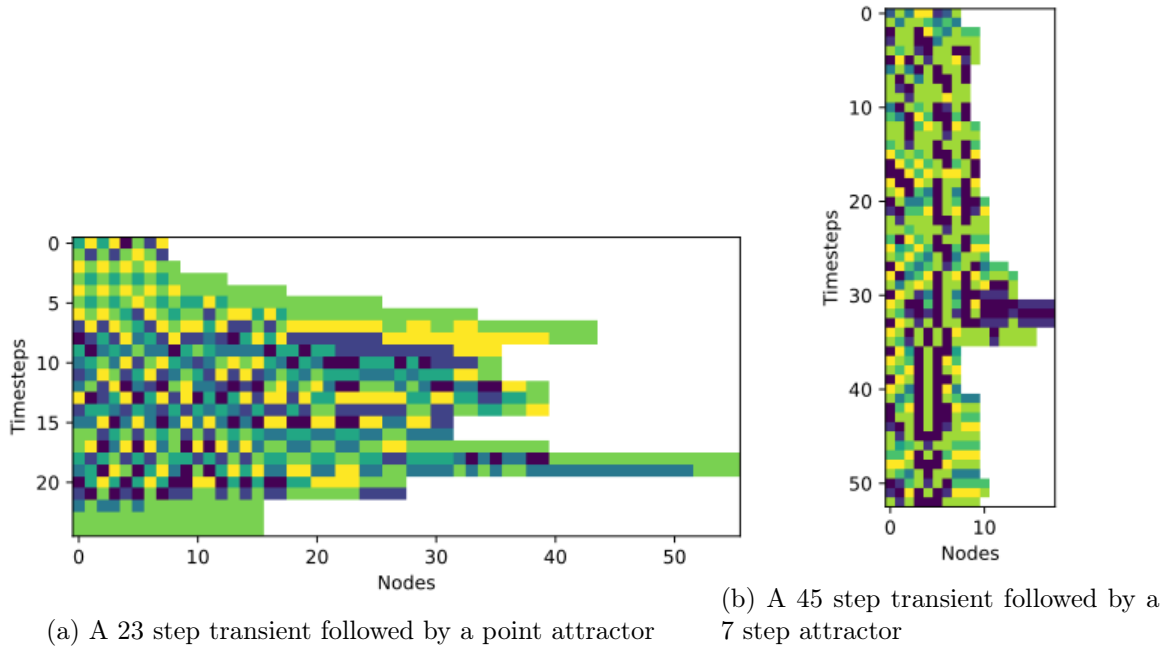 0
5
10
15
20
Timesteps
0
10
20
30
40
50
Nodes
(a) A 23 step transient followed by a point attractor
0
10
20
30
40
50
Timesteps
0
10
Nodes
(b) A 45 step transient followed by a
7 step attractor